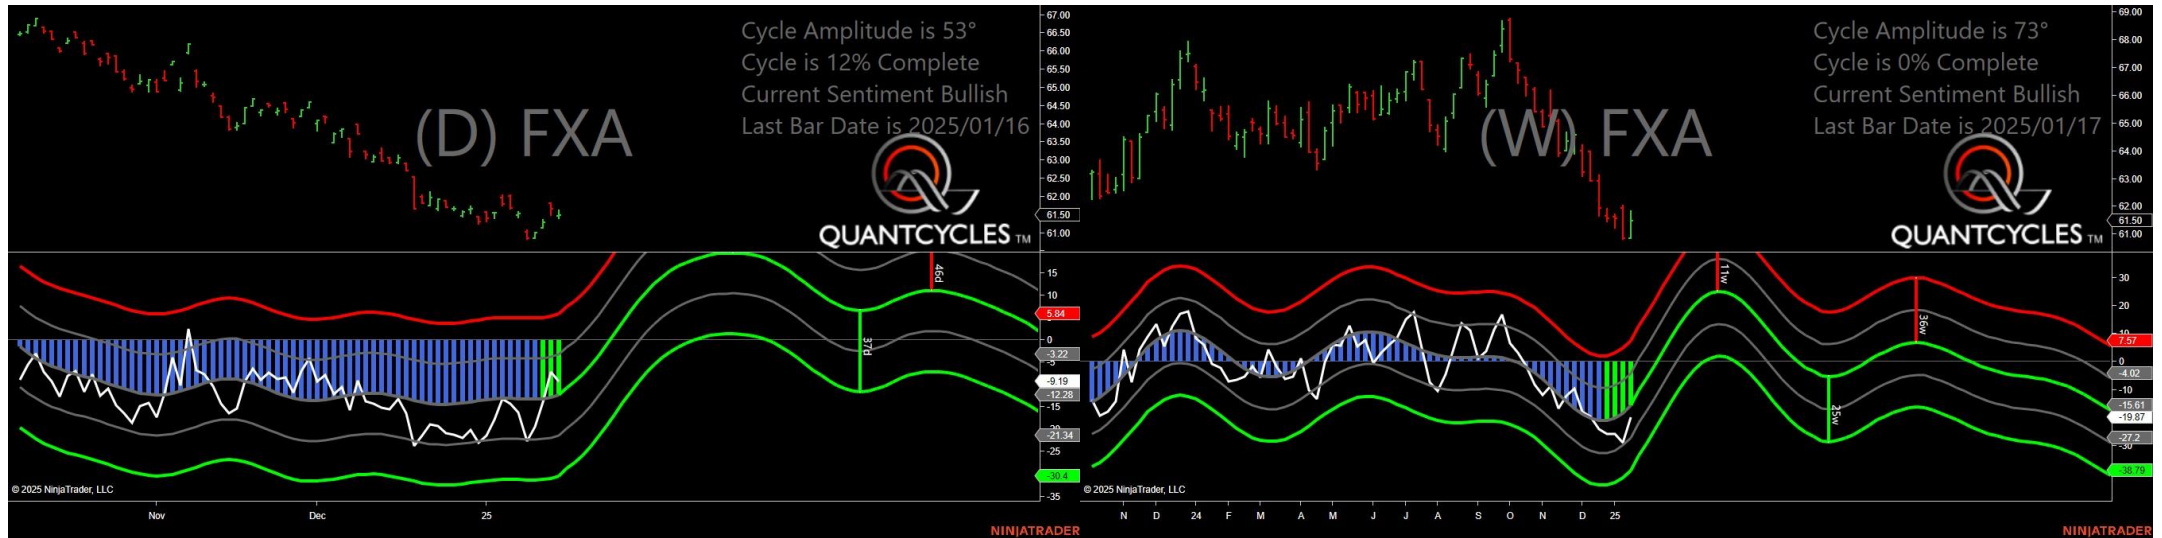 Cycle Amplitude is 53°
Cycle is 12% Complete
Current Sentiment Bullish
Last Bar Date is 2025/01/16
(D) FXA
QUANTCYCLES TM
67.00
66.50
66.00
65.50
65.00
64.50
64.00
63.50
63.00
62.50
62.00
61.50
61.00
46d
37d
15
10
5.84
0
-3.22
-9.19
-12.28
-15
-21.34
-25
-30.4
-35
© 2025 NinjaTrader, LLC
Nov
Dec
25
NINJATRADER
Cycle Amplitude is 73°
Cycle is 0% Complete
Current Sentiment Bullish
Last Bar Date is 2025/01/17
(W) FXA
QUANTCYCLES TM
69.00
68.00
67.00
66.00
65.00
64.00
63.00
62.00
61.50
61.00
11w
36w
25w
30
20
10
7.57
0
-4.02
-10
-15.61
-19.87
-27.2
-30
-38.79
© 2025 NinjaTrader, LLC
N D 24 F M A M J J A S O N D 25
NINJATRADER